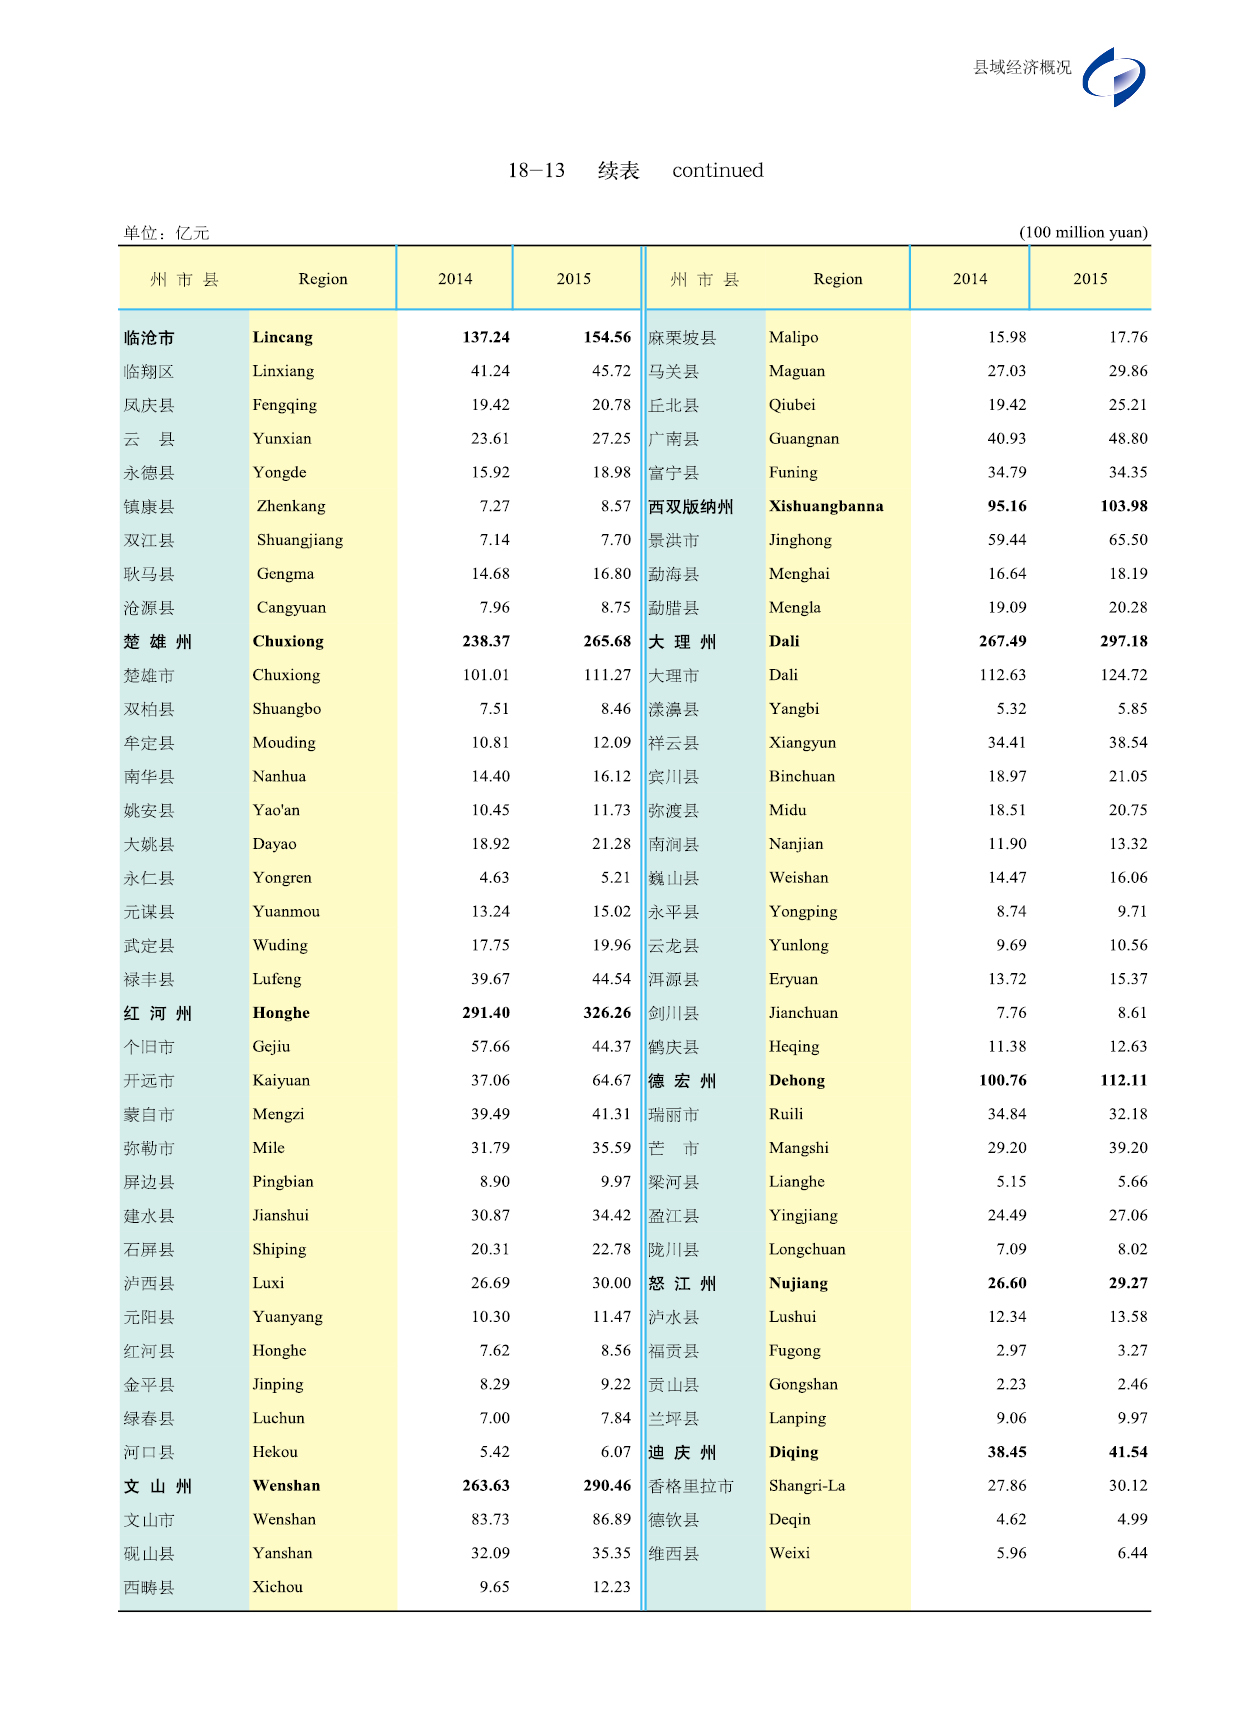 县域经济概况
18—13 续表 continued
单位：亿元 (100 million yuan)
州 市 县 Region 2014 2015 州 市 县 Region 2014 2015
临沧市 Lincang 137.24 154.56 麻栗坡县 Malipo 15.98 17.76
临翔区 Linxiang 41.24 45.72 马关县 Maguan 27.03 29.86
凤庆县 Fengqing 19.42 20.78 丘北县 Qiubei 19.42 25.21
云 县 Yunxian 23.61 27.25 广南县 Guangnan 40.93 48.80
永德县 Yongde 15.92 18.98 富宁县 Funing 34.79 34.35
镇康县 Zhenkang 7.27 8.57 西双版纳州 Xishuangbanna 95.16 103.98
双江县 Shuangjiang 7.14 7.70 景洪市 Jinghong 59.44 65.50
耿马县 Gengma 14.68 16.80 勐海县 Menghai 16.64 18.19
沧源县 Cangyuan 7.96 8.75 勐腊县 Mengla 19.09 20.28
楚 雄 州 Chuxiong 238.37 265.68 大 理 州 Dali 267.49 297.18
楚雄市 Chuxiong 101.01 111.27 大理市 Dali 112.63 124.72
双柏县 Shuangbo 7.51 8.46 漾濞县 Yangbi 5.32 5.85
牟定县 Mouding 10.81 12.09 祥云县 Xiangyun 34.41 38.54
南华县 Nanhua 14.40 16.12 宾川县 Binchuan 18.97 21.05
姚安县 Yao'an 10.45 11.73 弥渡县 Midu 18.51 20.75
大姚县 Dayao 18.92 21.28 南涧县 Nanjian 11.90 13.32
永仁县 Yongren 4.63 5.21 巍山县 Weishan 14.47 16.06
元谋县 Yuanmou 13.24 15.02 永平县 Yongping 8.74 9.71
武定县 Wuding 17.75 19.96 云龙县 Yunlong 9.69 10.56
禄丰县 Lufeng 39.67 44.54 洱源县 Eryuan 13.72 15.37
红 河 州 Honghe 291.40 326.26 剑川县 Jianchuan 7.76 8.61
个旧市 Gejiu 57.66 44.37 鹤庆县 Heqing 11.38 12.63
开远市 Kaiyuan 37.06 64.67 德 宏 州 Dehong 100.76 112.11
蒙自市 Mengzi 39.49 41.31 瑞丽市 Ruili 34.84 32.18
弥勒市 Mile 31.79 35.59 芒 市 Mangshi 29.20 39.20
屏边县 Pingbian 8.90 9.97 梁河县 Lianghe 5.15 5.66
建水县 Jianshui 30.87 34.42 盈江县 Yingjiang 24.49 27.06
石屏县 Shiping 20.31 22.78 陇川县 Longchuan 7.09 8.02
泸西县 Luxi 26.69 30.00 怒 江 州 Nujiang 26.60 29.27
元阳县 Yuanyang 10.30 11.47 泸水县 Lushui 12.34 13.58
红河县 Honghe 7.62 8.56 福贡县 Fugong 2.97 3.27
金平县 Jinping 8.29 9.22 贡山县 Gongshan 2.23 2.46
绿春县 Luchun 7.00 7.84 兰坪县 Lanping 9.06 9.97
河口县 Hekou 5.42 6.07 迪 庆 州 Diqing 38.45 41.54
文 山 州 Wenshan 263.63 290.46 香格里拉市 Shangri-La 27.86 30.12
文山市 Wenshan 83.73 86.89 德钦县 Deqin 4.62 4.99
砚山县 Yanshan 32.09 35.35 维西县 Weixi 5.96 6.44
西畴县 Xichou 9.65 12.23